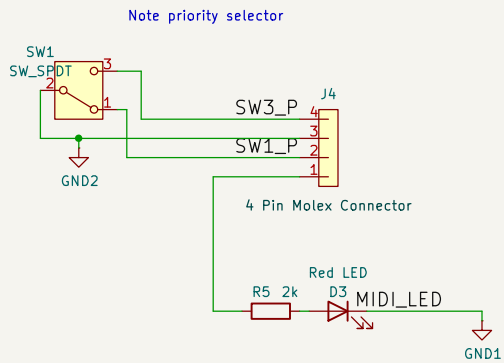 Note priority selector
SW1
SW_SPDT
3
2
1
GND2
J4
SW3_P
4
3
SW1_P
2
1
4 Pin Molex Connector
Red LED
R5 2k
D3
MIDI_LED
GND1